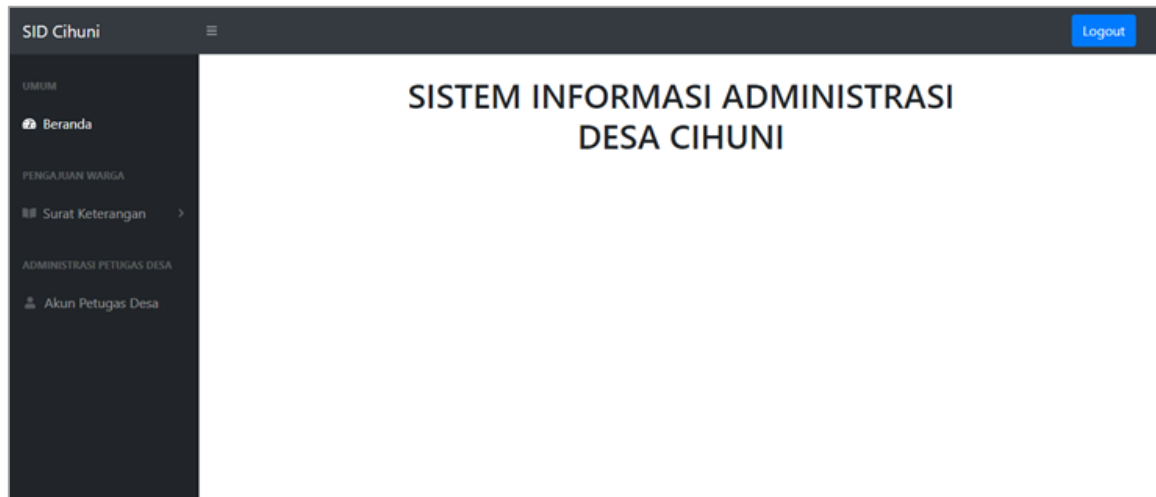 SID Cihuni
Logout
UMUM
Beranda
PENGAJUAN WARGA
Surat Keterangan
ADMINISTRASI PETUGAS DESA
Akun Petugas Desa
SISTEM INFORMASI ADMINISTRASI
DESA CIHUNI